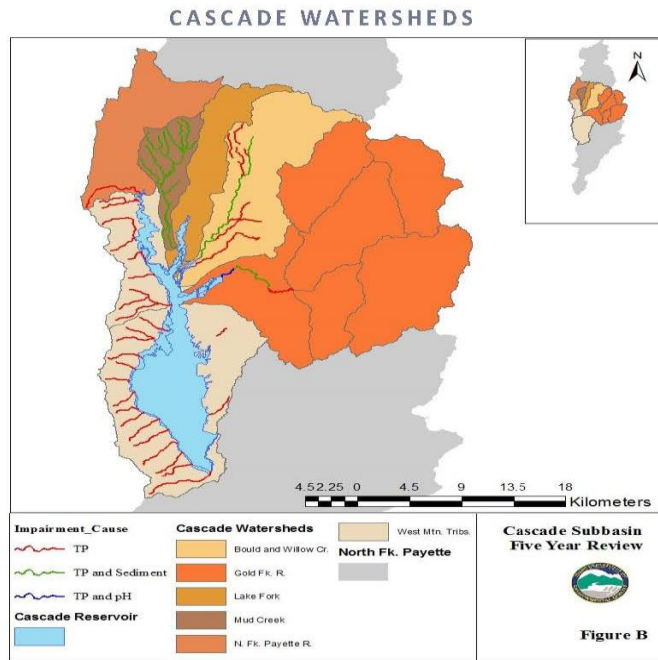 CASCADE WATERSHEDS
N
4.5 2.25 0 4.5 9 13.5 18
Kilometers
Impairment_Cause
TP
TP and Sediment
TP and pH
Cascade Reservoir
Cascade Watersheds
Bould and Willow Cr.
Gold Fk. R.
Lake Fork
Mud Creek
N. Fk. Payette R.
West Mtn. Tribs.
North Fk. Payette
Cascade Subbasin
Five Year Review
Figure B